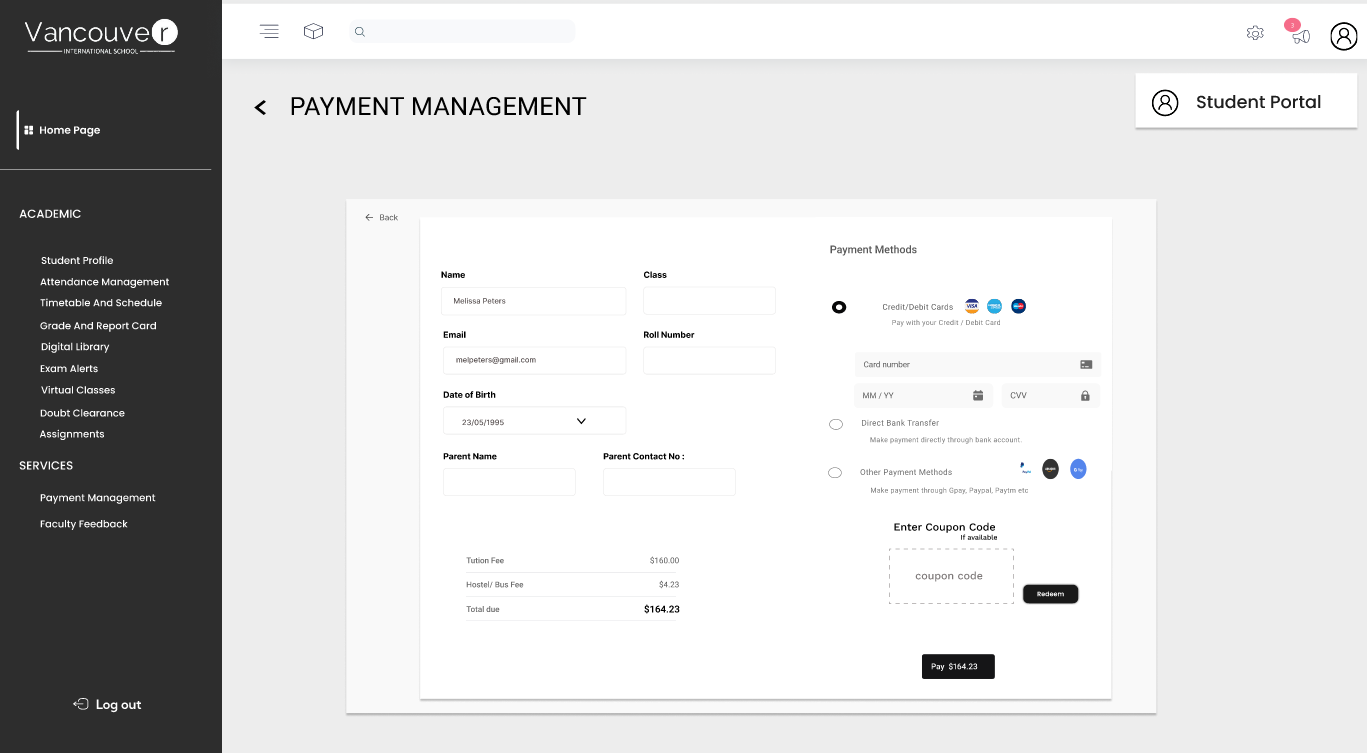 Vancouver
INTERNATIONAL SCHOOL
3
PAYMENT MANAGEMENT
Student Portal
Home Page
ACADEMIC
Student Profile
Attendance Management
Timetable And Schedule
Grade And Report Card
Digital Library
Exam Alerts
Virtual Classes
Doubt Clearance
Assignments
SERVICES
Payment Management
Faculty Feedback
Log out
Back
Name
Class
Melissa Peters
Email
Roll Number
melpeters@gmail.com
Date of Birth
23/05/1995
Parent Name
Parent Contact No :
Tution Fee $160.00
Hostel/ Bus Fee $4.23
Total due $164.23
Payment Methods
Credit/Debit Cards VISA
Pay with your Credit / Debit Card
Card number
MM / YY
CVV
Direct Bank Transfer
Make payment directly through bank account.
Other Payment Methods
Make payment through Gpay, Paypal, Paytm etc
Enter Coupon Code
If available
coupon code
Redeem
Pay $164.23